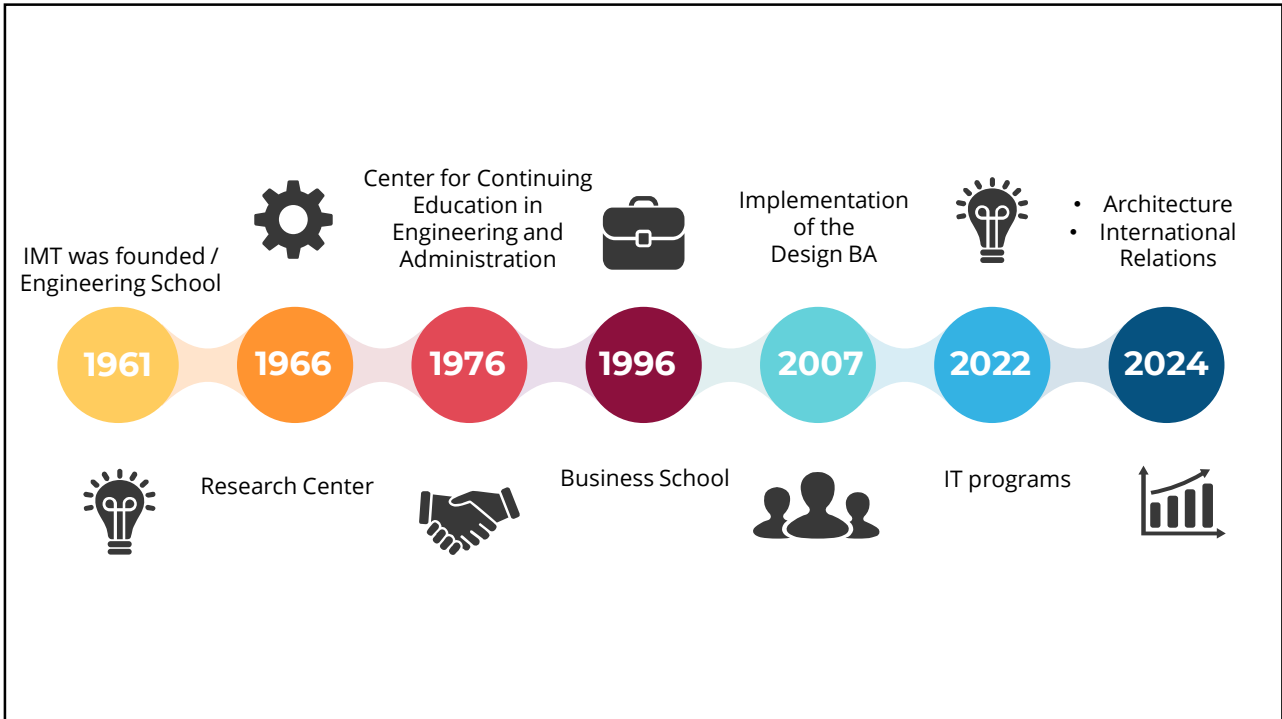 IMT was founded /
Engineering School
Center for Continuing
Education in
Engineering and
Administration
Implementation
of the
Design BA
• Architecture
• International
Relations
1961
1966
1976
1996
2007
2022
2024
Research Center
Business School
IT programs